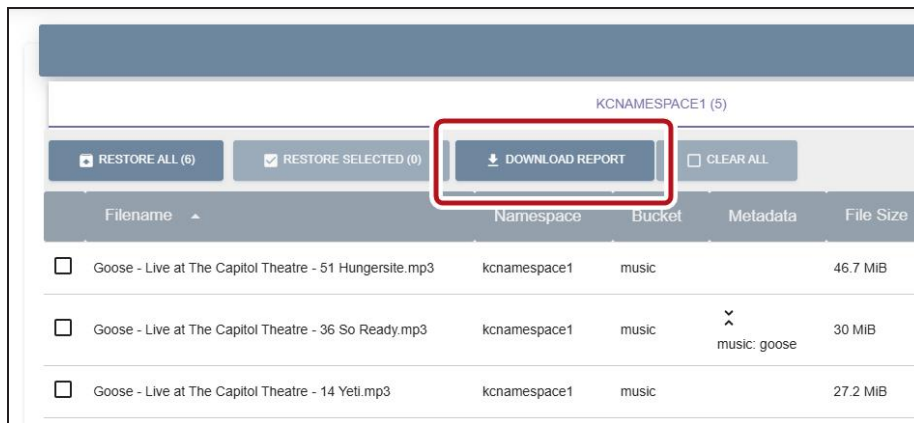 KCNAMESPACE1 (5)
RESTORE ALL (6) RESTORE SELECTED (0) DOWNLOAD REPORT CLEAR ALL
Filename Namespace Bucket Metadata File Size
Goose - Live at The Capitol Theatre - 51 Hungersite.mp3 kcnamespace1 music 46.7 MiB
Goose - Live at The Capitol Theatre - 36 So Ready.mp3 kcnamespace1 music music: goose 30 MiB
Goose - Live at The Capitol Theatre - 14 Yeti.mp3 kcnamespace1 music 27.2 MiB